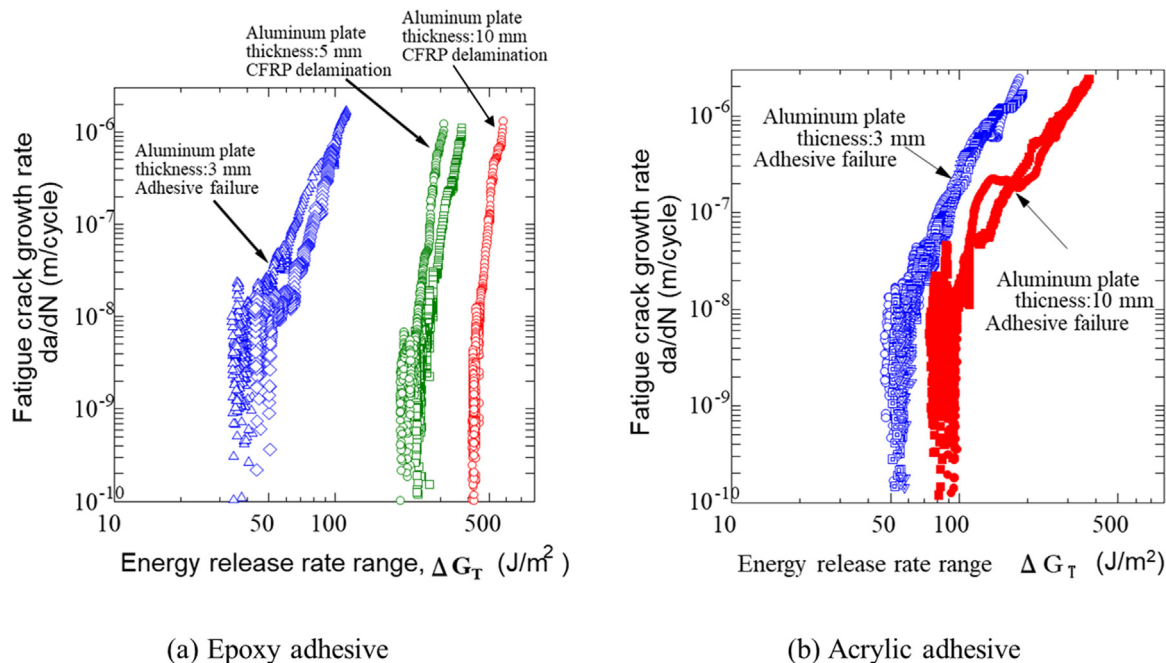 Aluminum plate
thickness:5 mm
CFRP delamination
Aluminum plate
thickness:10 mm
CFRP delamination
Aluminum plate
thickness:3 mm
Adhesive failure
Fatigue crack growth rate
da/dN (m/cycle)
10-6
10-7
10-8
10-9
10-10
10
50
100
500
Energy release rate range, ΔGT (J/m2)
(a) Epoxy adhesive
Aluminum plate
thicness:3 mm
Adhesive failure
Aluminum plate
thicness:10 mm
Adhesive failure
Fatigue crack growth rate
da/dN (m/cycle)
10-6
10-7
10-8
10-9
10-10
10
50
100
500
Energy release rate range ΔGT (J/m2)
(b) Acrylic adhesive